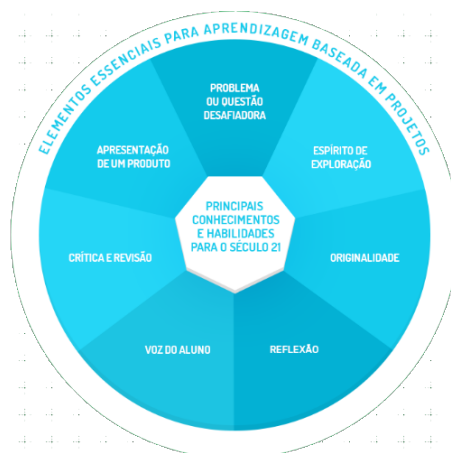 ELEMENTOS ESSENCIAIS PARA APRENDIZAGEM BASEADA EM PROJETOS
PROBLEMA
OU QUESTÃO
DESAFIADORA
ESPÍRITO DE
EXPLORAÇÃO
ORIGINALIDADE
REFLEXÃO
VOZ DO ALUNO
CRÍTICA E REVISÃO
APRESENTAÇÃO
DE UM PRODUTO
PRINCIPAIS
CONHECIMENTOS
E HABILIDADES
PARA O SÉCULO 21